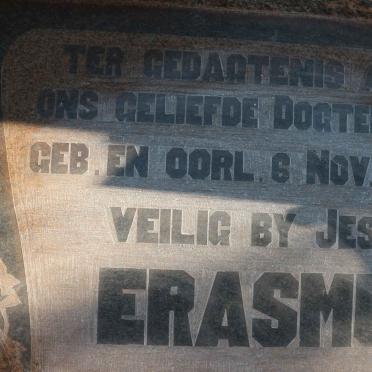 TER GEDAGTENIS
ONS GELIEFDE DOGTE
GEB. EN OORL. 6 NOV.
VEILIG BY JES
ERASM